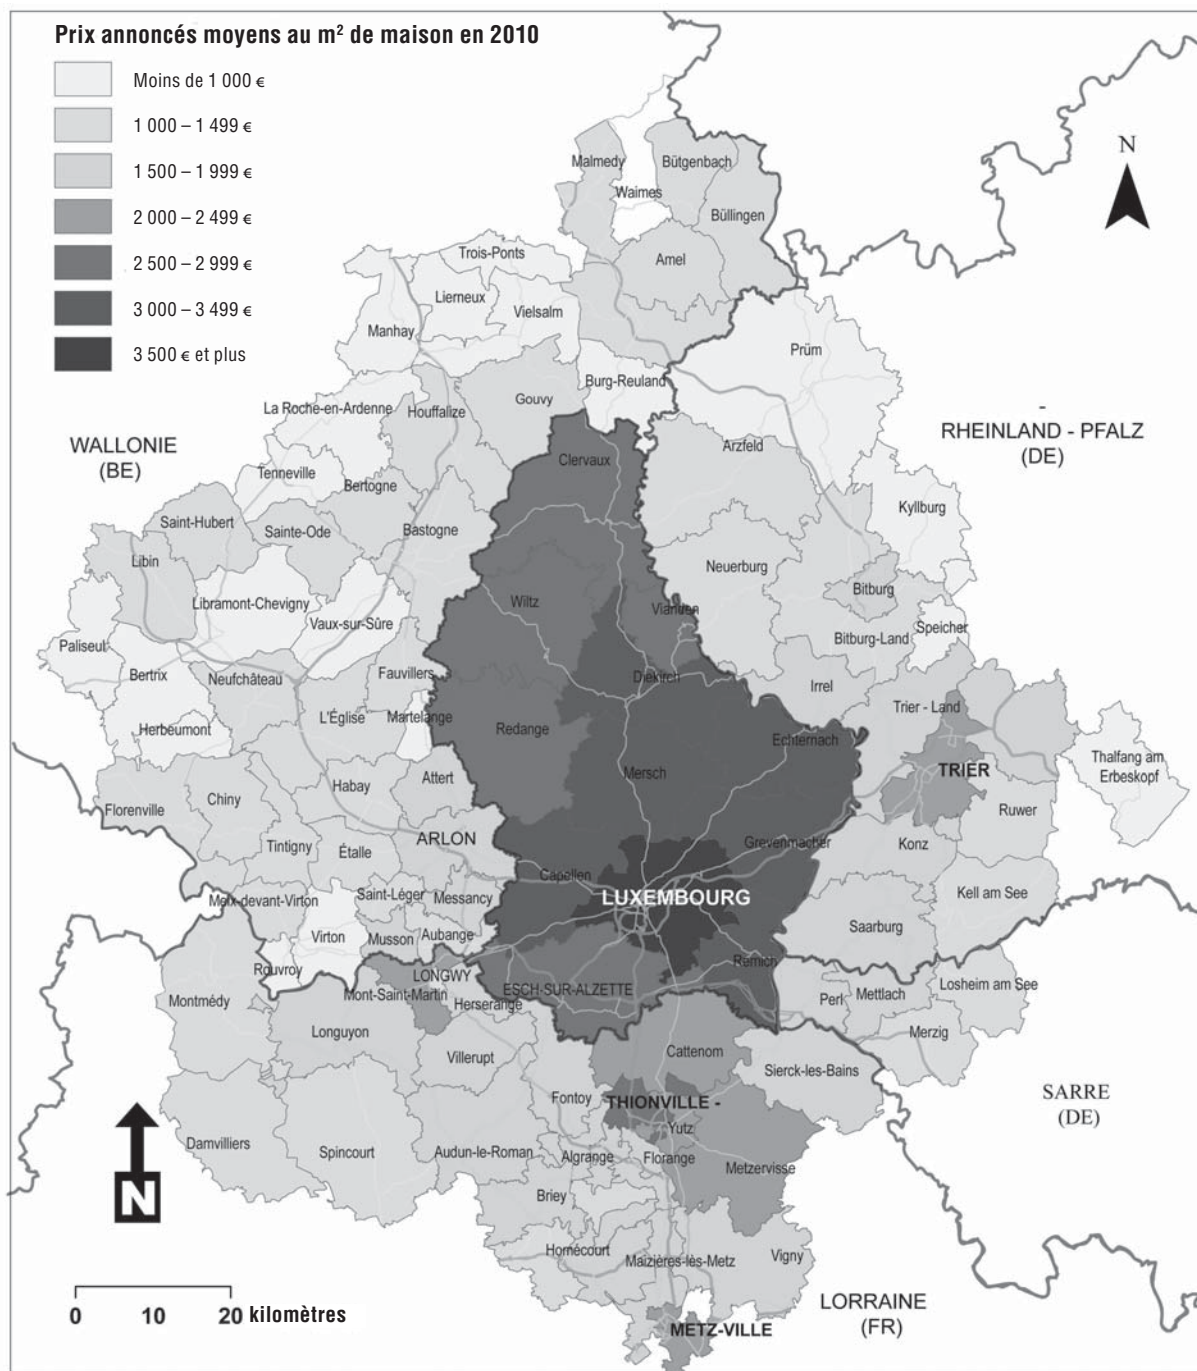 Prix annoncés moyens au m² de maison en 2010
Moins de 1 000 €
1 000 – 1 499 €
1 500 – 1 999 €
2 000 – 2 499 €
2 500 – 2 999 €
3 000 – 3 499 €
3 500 € et plus
N
Malmedy
Bütgenbach
Waimes
Büllingen
Trois-Ponts
Amel
Lierneux
Vielsalm
Manhay
Prüm
Burg-Reuland
La Roche-en-Ardenne
Houffalize
Gouvy
-
RHEINLAND - PFALZ
(DE)
WALLONIE
(BE)
Arzfeld
Clervaux
Tenneville
Bertogne
Kyllburg
Saint-Hubert
Sainte-Ode
Bastogne
Libin
Neuerburg
Bitburg
Libramont-Chevigny
Wiltz
Vianden
Vaux-sur-Sûre
Speicher
Paliseul
Bitburg-Land
Bertrix
Neufchâteau
Fauvillers
Diekirch
Irrel
L'Église
Martelange
Trier - Land
Herbeumont
Redange
Echternach
Thalfang am
Erbeskopf
TRIER
Mersch
Attert
Habay
Florenville
Chiny
Ruwer
ARLON
Grevenmacher
Konz
Tintigny
Étalle
Capellen
Kell am See
Meix-devant-Virton
Saint-Léger
Messancy
LUXEMBOURG
Saarburg
Virton
Musson
Aubange
Rouvroy
LONGWY
Remich
Montmédy
Mont-Saint-Martin
Herserange
ESCH-SUR-ALZETTE
Perl
Mettlach
Losheim am See
Longuyon
Merzig
Villerupt
Cattenom
Sierck-les-Bains
SARRE
(DE)
Fontoy
THIONVILLE -
Yutz
Damvilliers
Spincourt
Audun-le-Roman
Algrange
Florange
Metzervisse
N
Briey
Homécourt
Maizières-lès-Metz
Vigny
LORRAINE
(FR)
METZ-VILLE
0 10 20 kilomètres